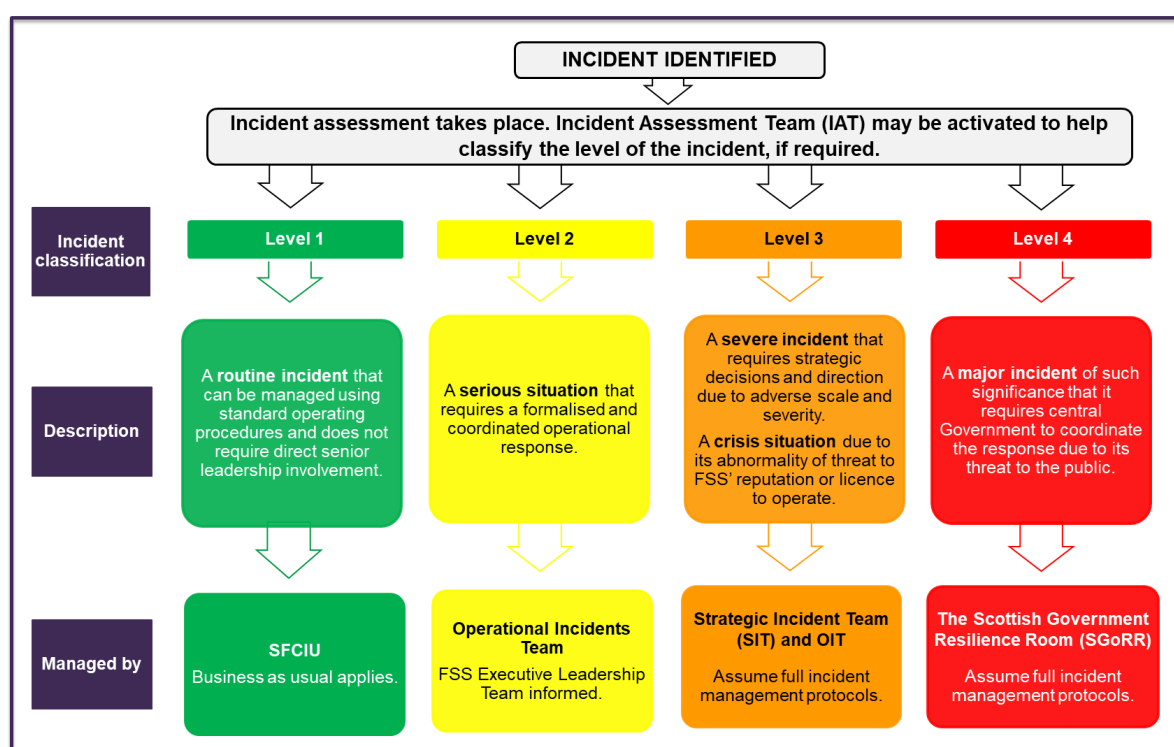 INCIDENT IDENTIFIED
Incident assessment takes place. Incident Assessment Team (IAT) may be activated to help
classify the level of the incident, if required.
Incident
classification
Level 1
Level 2
Level 3
Level 4
Description
A routine incident that
can be managed using
standard operating
procedures and does not
require direct senior
leadership involvement.
A serious situation that
requires a formalised and
coordinated operational
response.
A severe incident that
requires strategic
decisions and direction
due to adverse scale and
severity.
A crisis situation due to
its abnormality of threat to
FSS’ reputation or licence
to operate.
A major incident of such
significance that it
requires central
Government to coordinate
the response due to its
threat to the public.
Managed by
SFCIU
Business as usual applies.
Operational Incidents
Team
FSS Executive Leadership
Team informed.
Strategic Incident Team
(SIT) and OIT
Assume full incident
management protocols.
The Scottish Government
Resilience Room (SGoRR)
Assume full incident
management protocols.